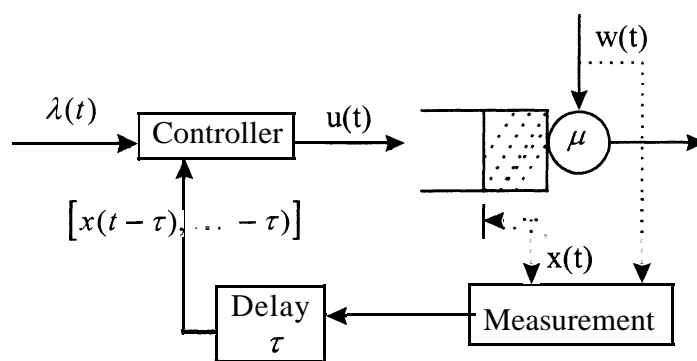 w(t)
λ(t)
Controller
u(t)
μ
[x(t − τ), ... − τ)]
x(t)
Delay
τ
Measurement